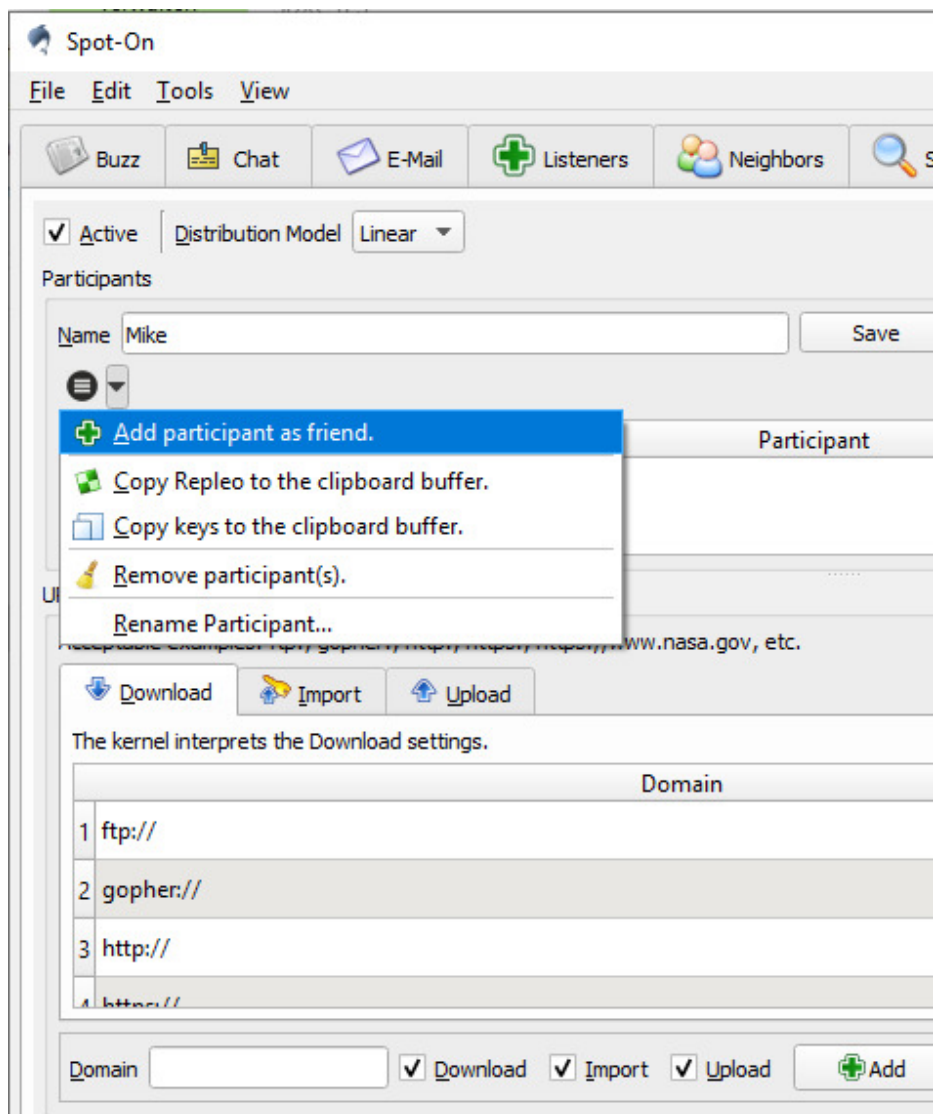 Spot-On
File Edit Tools View
Buzz Chat E-Mail Listeners Neighbors S
Active Distribution Model Linear
Participants
Name Mike Save
Add participant as friend.
Participant
Copy Repleo to the clipboard buffer.
Copy keys to the clipboard buffer.
Remove participant(s).
Rename Participant...
www.nasa.gov, etc.
Download Import Upload
The kernel interprets the Download settings.
Domain
1 ftp://
2 gopher://
3 http://
4 https://
Domain Download Import Upload Add